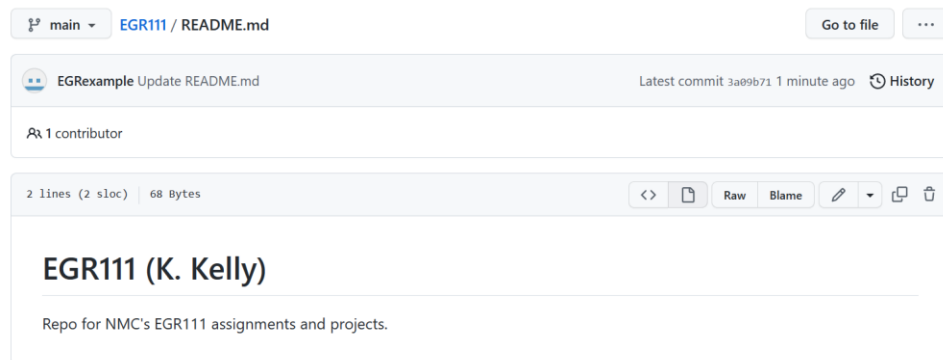 main EGR111 / README.md Go to file ...
EGRexample Update README.md Latest commit 3a09b71 1 minute ago History
1 contributor
2 lines (2 sloc) 68 Bytes <> Raw Blame
EGR111 (K. Kelly)
Repo for NMC's EGR111 assignments and projects.